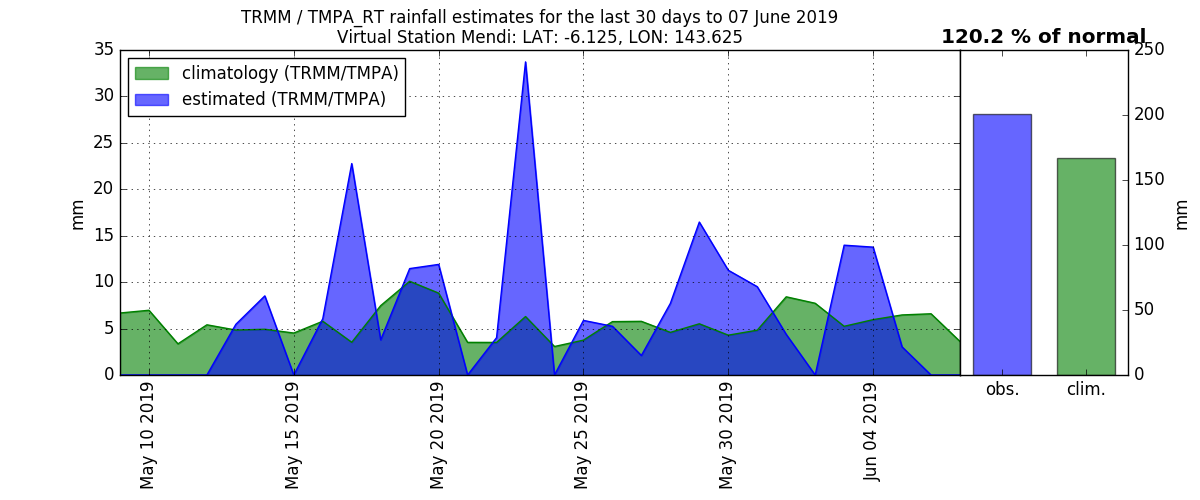 TRMM / TMPA_RT rainfall estimates for the last 30 days to 07 June 2019
Virtual Station Mendi: LAT: -6.125, LON: 143.625
120.2 % of normal
climatology (TRMM/TMPA)
estimated (TRMM/TMPA)
35
30
25
20
15
10
5
0
mm
May 10 2019
May 15 2019
May 20 2019
May 25 2019
May 30 2019
Jun 04 2019
250
200
150
100
50
0
mm
obs.
clim.